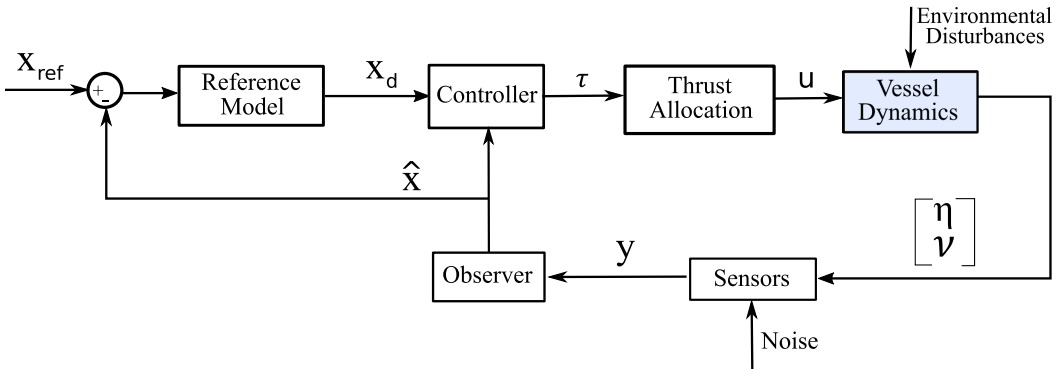 Environmental
Disturbances
x_ref
+
-
Reference
Model
x_d
Controller
τ
Thrust
Allocation
u
Vessel
Dynamics
x̂
η
ν
y
Observer
Sensors
Noise